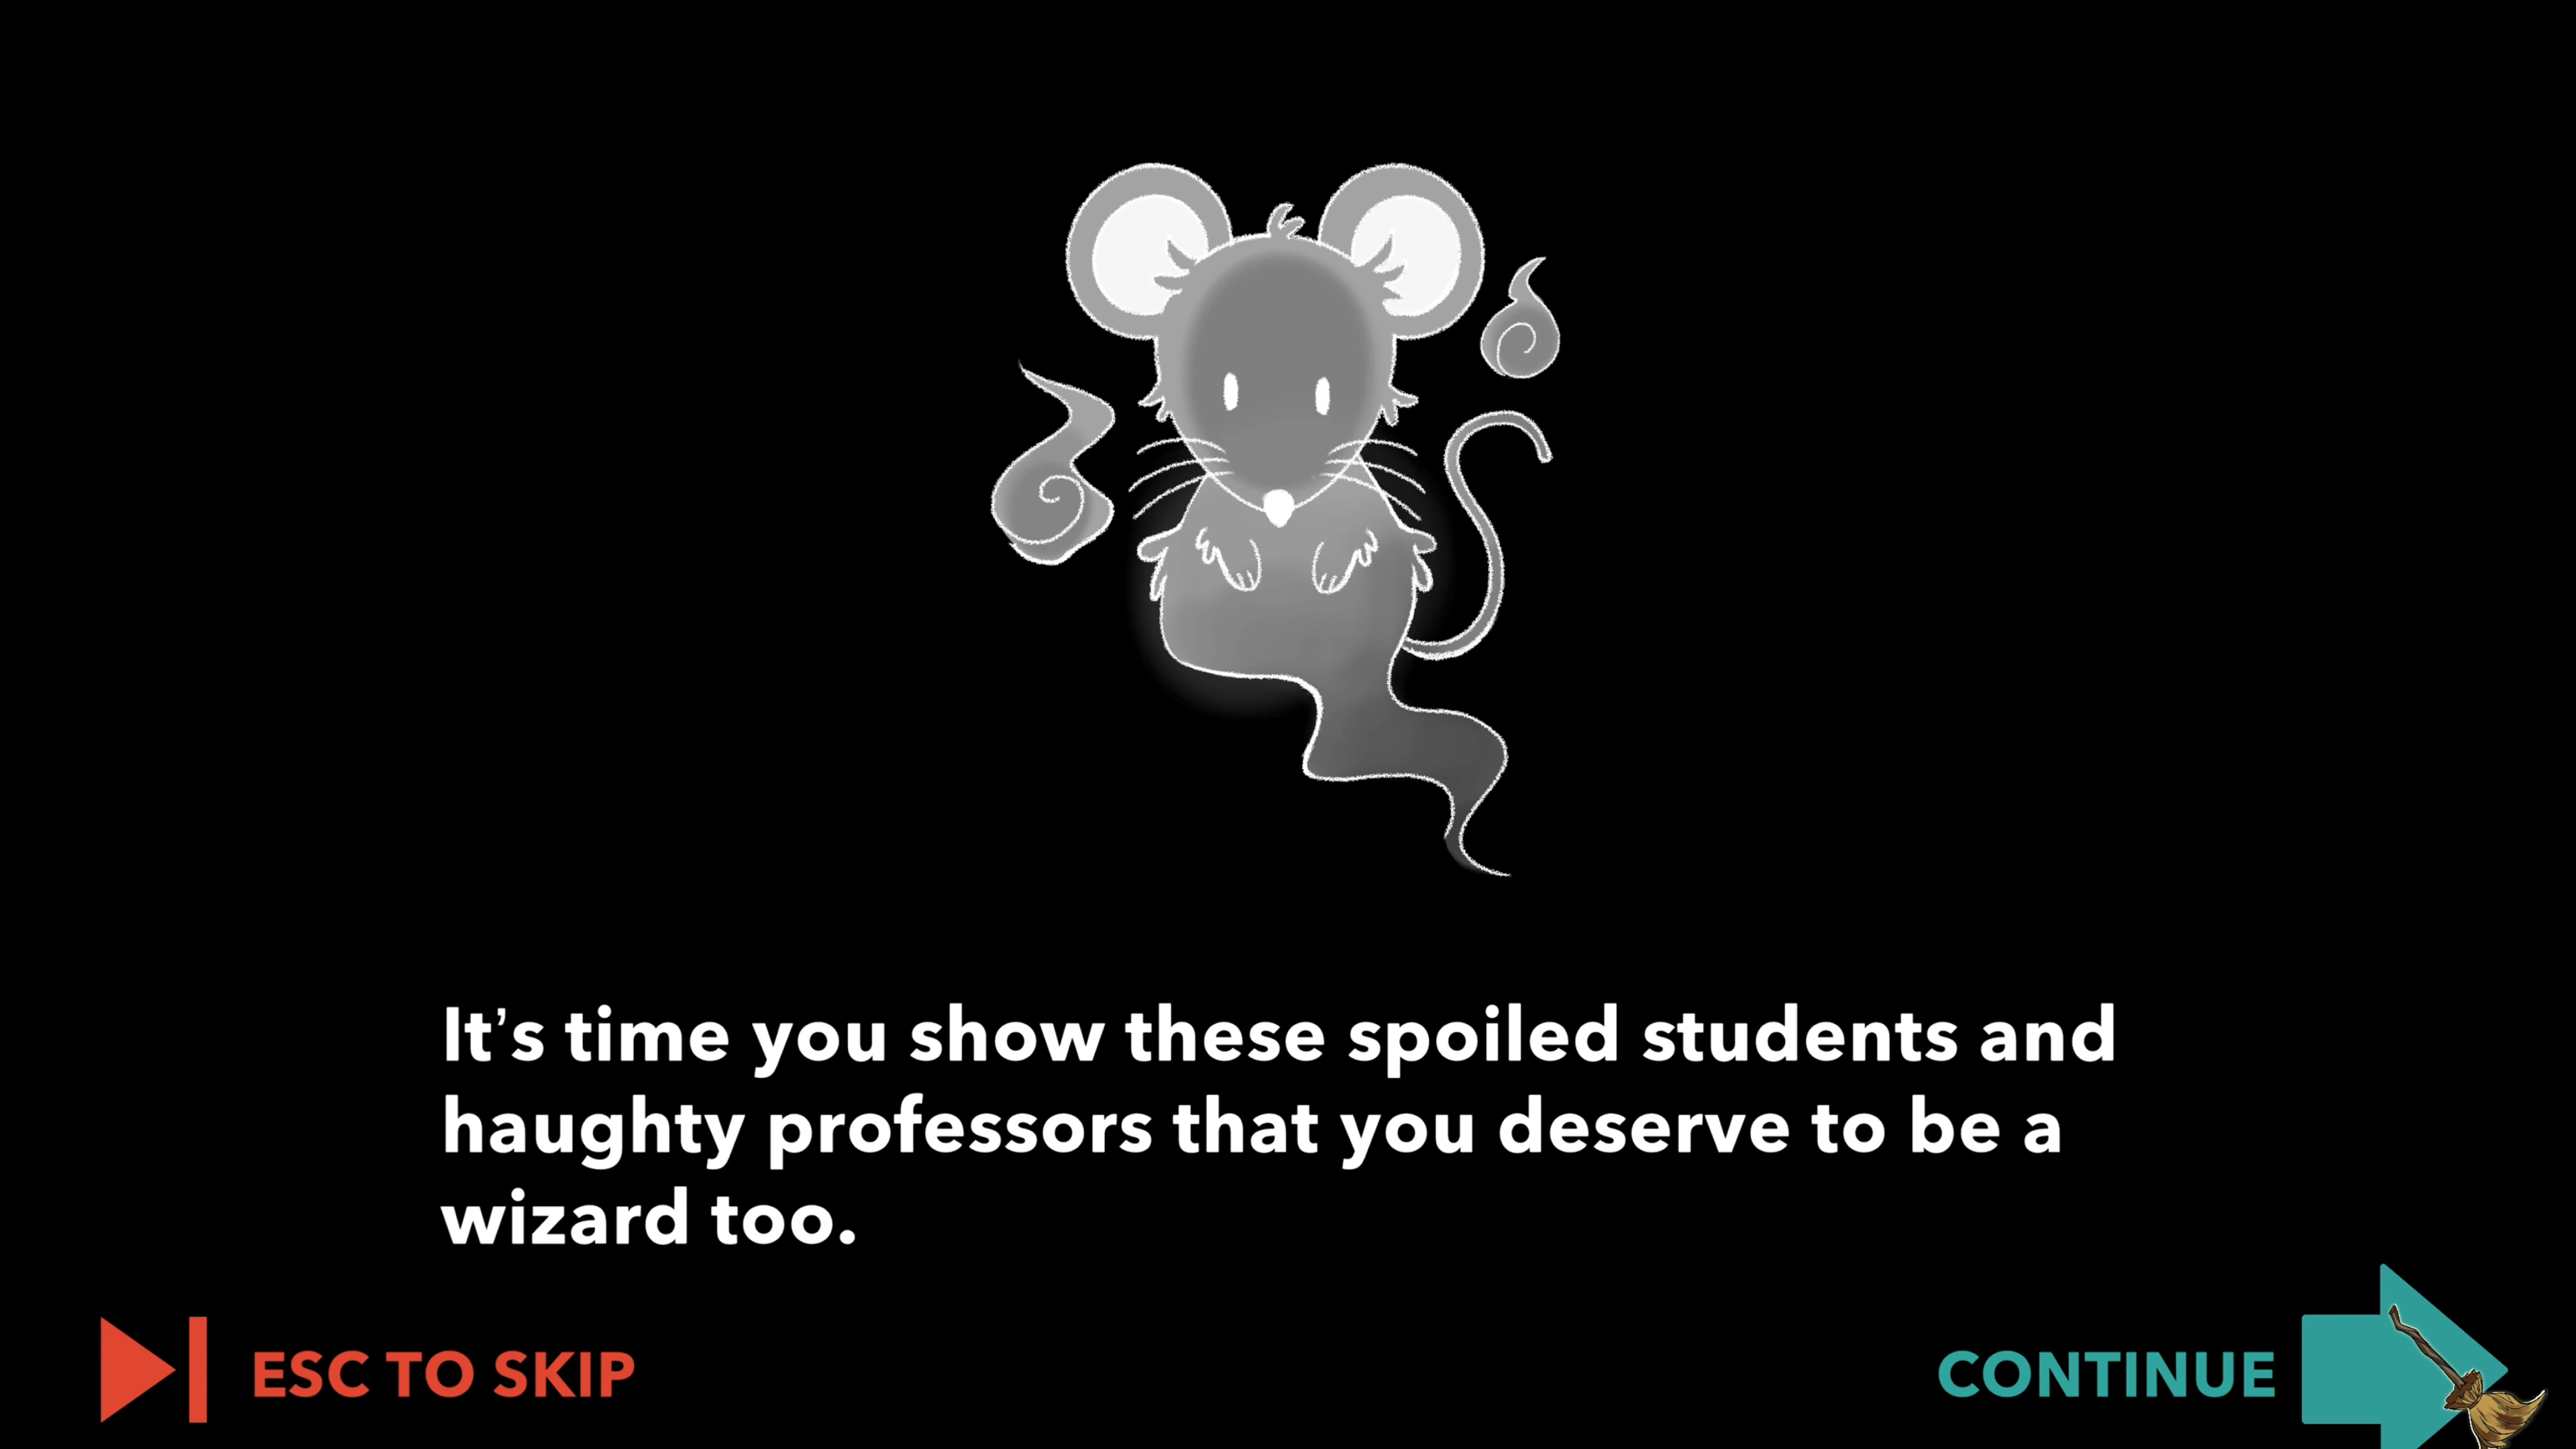 It’s time you show these spoiled students and
haughty professors that you deserve to be a
wizard too.
ESC TO SKIP
CONTINUE